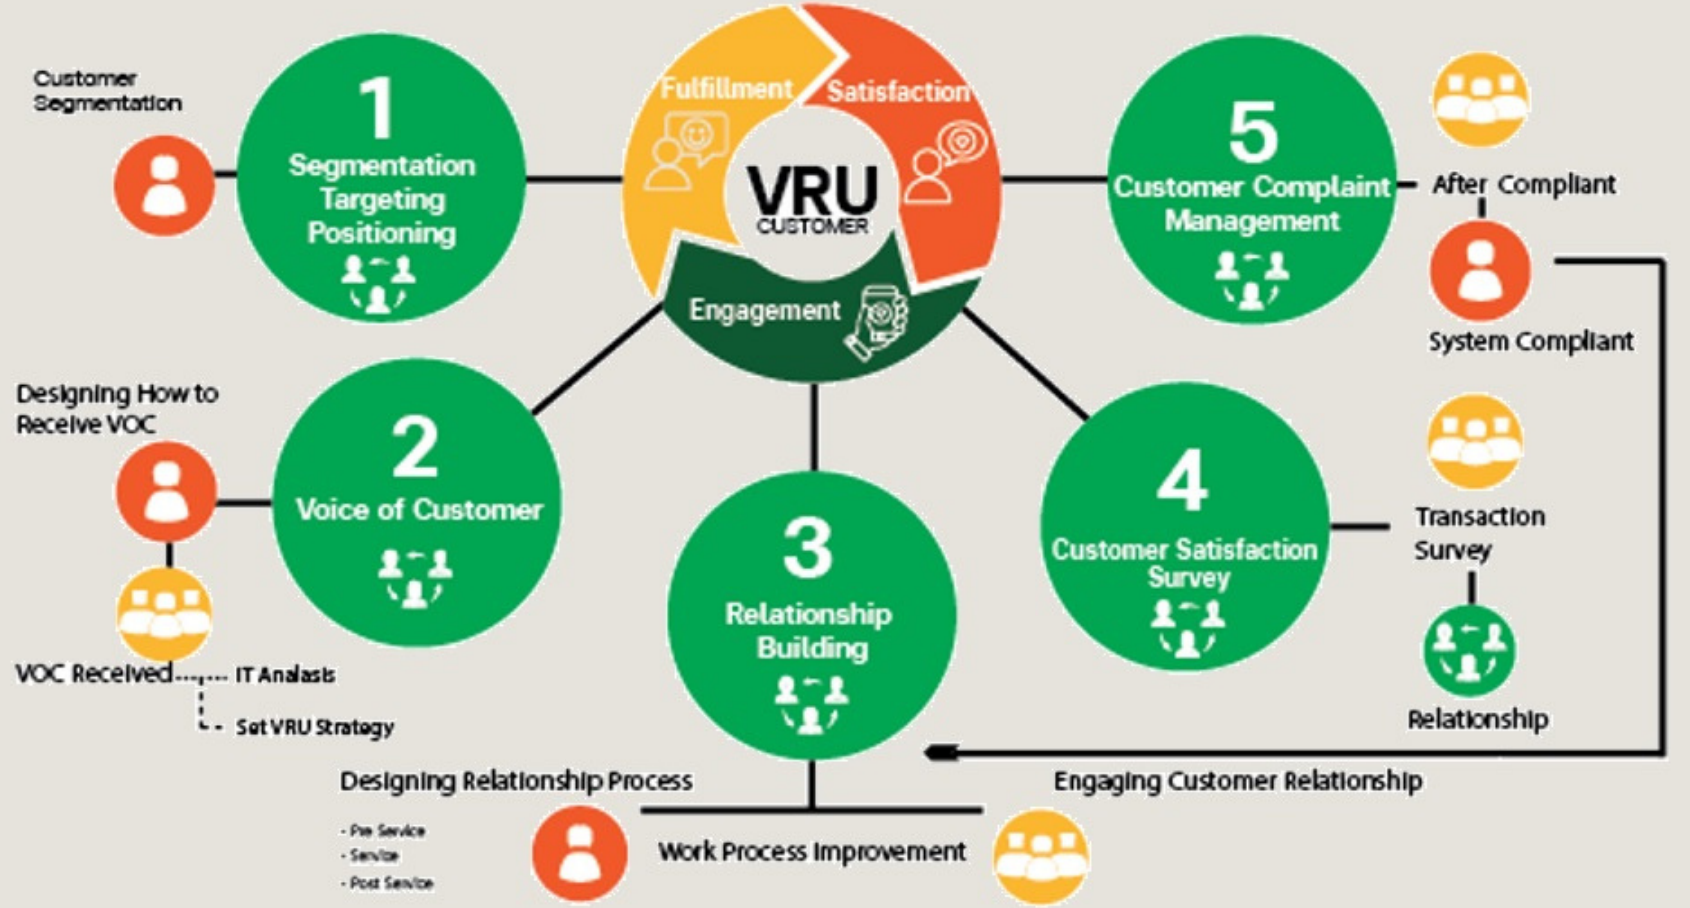 Customer
Segmentation
1
Segmentation
Targeting
Positioning
Fulfillment
Satisfaction
VRU
CUSTOMER
Engagement
5
Customer Complaint
Management
After Compliant
System Compliant
Designing How to
Receive VOC
2
Voice of Customer
VOC Received
IT Analasis
Set VRU Strategy
3
Relationship
Building
4
Customer Satisfaction
Survey
Transaction
Survey
Relationship
Designing Relationship Process
- Pre Service
- Service
- Post Service
Work Process Improvement
Engaging Customer Relationship